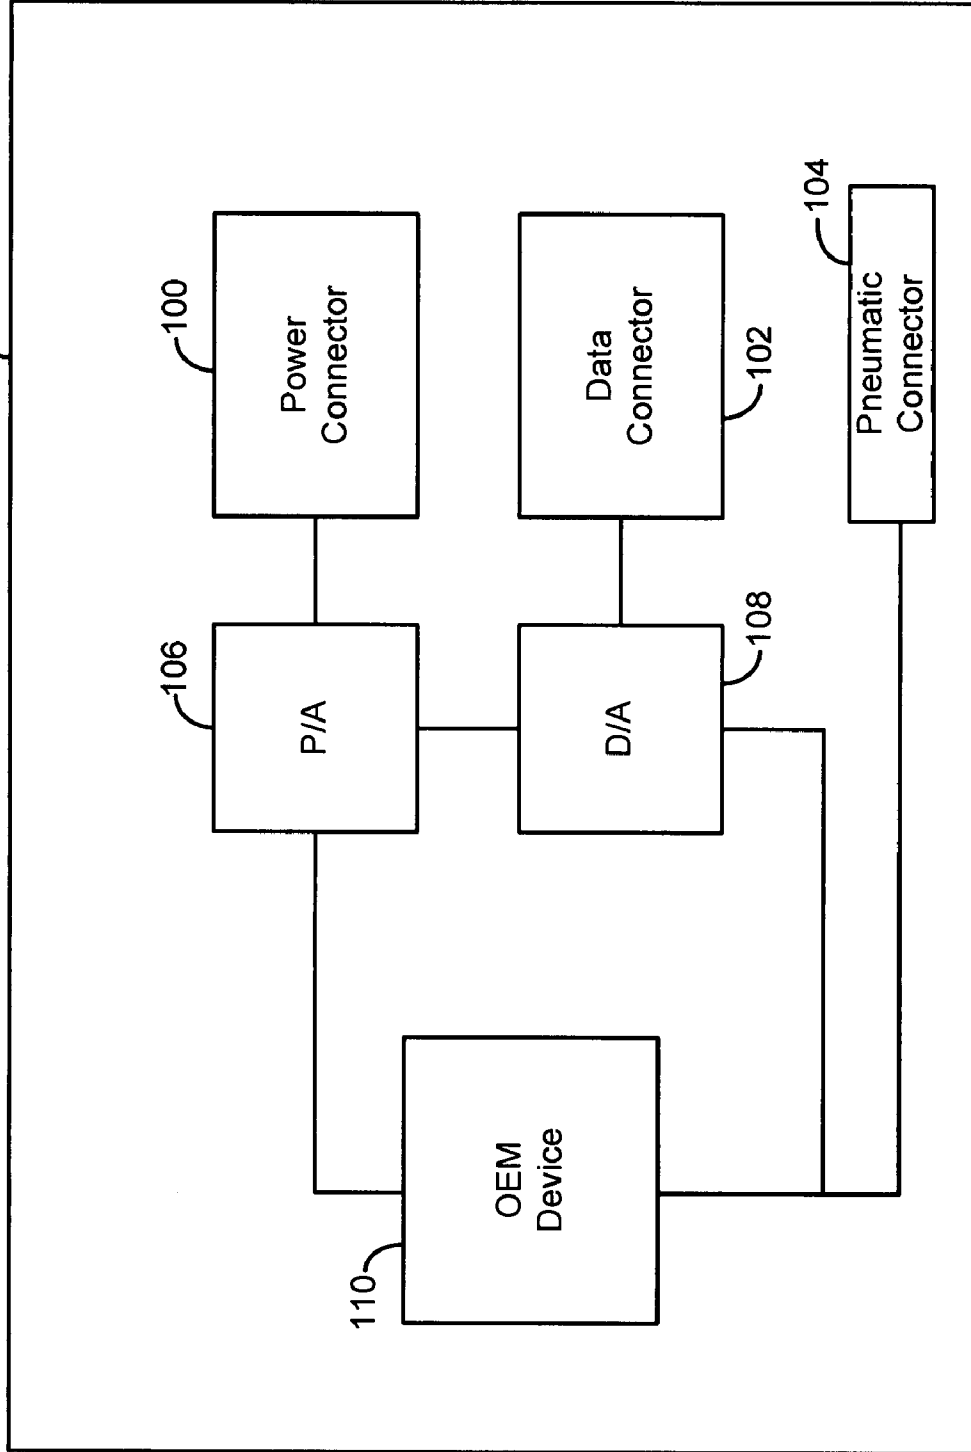 100
Power
Connector
106
P/A
102
Data
Connector
108
D/A
104
Pneumatic
Connector
110
OEM
Device